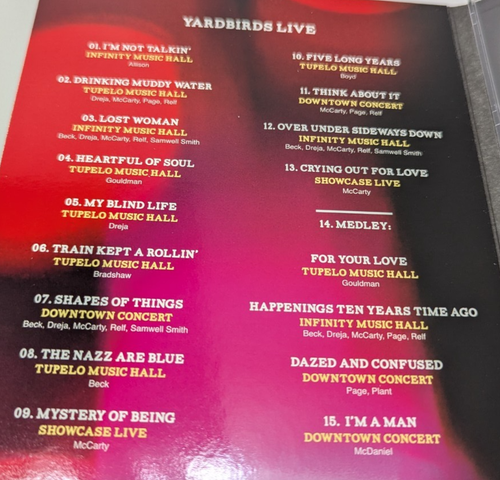 YARDBIRDS LIVE
01. I'M NOT TALKIN'
INFINITY MUSIC HALL
Allison
02. DRINKING MUDDY WATER
TUPELO MUSIC HALL
Dreja, McCarty, Page, Relf
03. LOST WOMAN
INFINITY MUSIC HALL
Beck, Dreja, McCarty, Relf, Samwell Smith
04. HEARTFUL OF SOUL
TUPELO MUSIC HALL
Gouldman
05. MY BLIND LIFE
TUPELO MUSIC HALL
Dreja
06. TRAIN KEPT A ROLLIN'
TUPELO MUSIC HALL
Bradshaw
07. SHAPES OF THINGS
DOWNTOWN CONCERT
Beck, Dreja, McCarty, Relf, Samwell Smith
08. THE NAZZ ARE BLUE
TUPELO MUSIC HALL
Beck
09. MYSTERY OF BEING
SHOWCASE LIVE
McCarty
10. FIVE LONG YEARS
TUPELO MUSIC HALL
Boyd
11. THINK ABOUT IT
DOWNTOWN CONCERT
McCarty, Page, Relf
12. OVER UNDER SIDEWAYS DOWN
INFINITY MUSIC HALL
Beck, Dreja, McCarty, Relf, Samwell Smith
13. CRYING OUT FOR LOVE
SHOWCASE LIVE
McCarty
14. MEDLEY:
FOR YOUR LOVE
TUPELO MUSIC HALL
Gouldman
HAPPENINGS TEN YEARS TIME AGO
INFINITY MUSIC HALL
Beck, Dreja, McCarty, Page, Relf
DAZED AND CONFUSED
DOWNTOWN CONCERT
Page, Plant
15. I'M A MAN
DOWNTOWN CONCERT
McDaniel